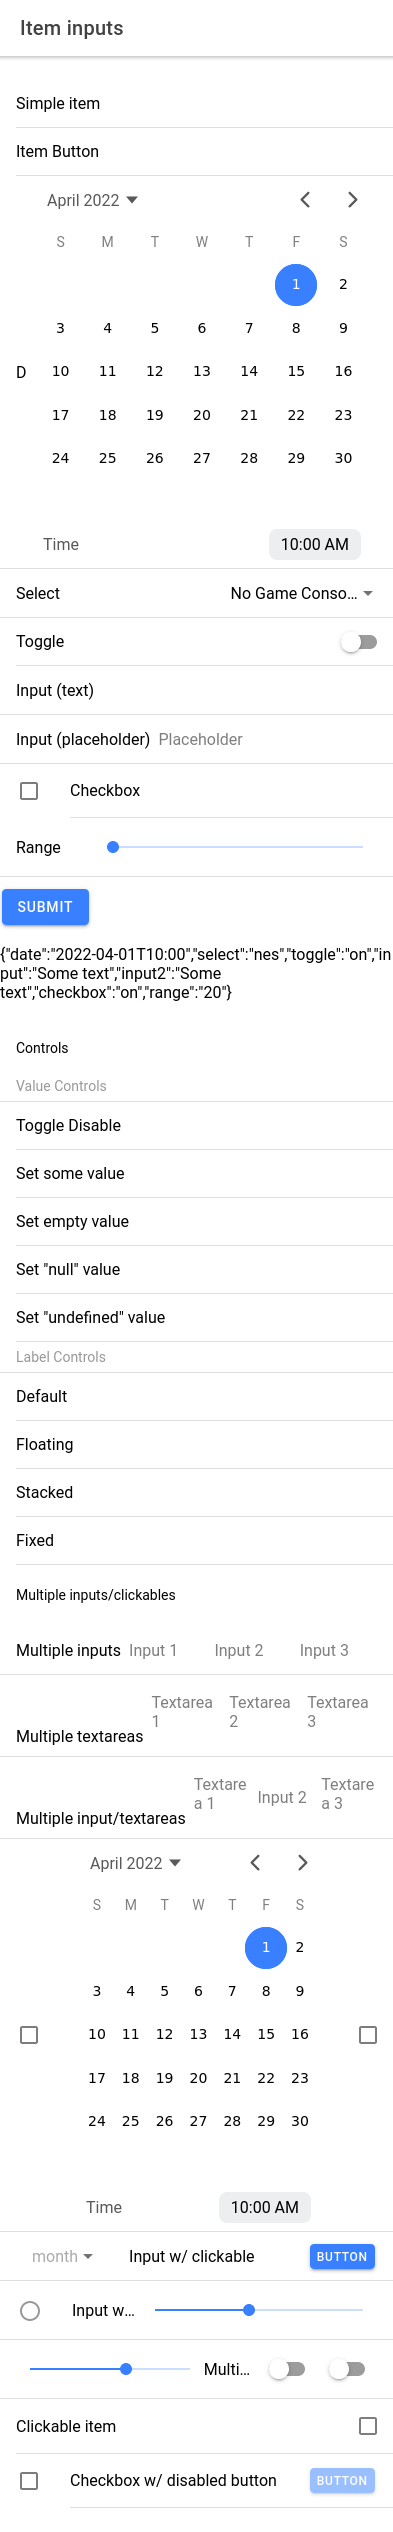 Item inputs
Simple item
Item Button
April 2022
S M T W T F S
1 2
3 4 5 6 7 8 9
D 10 11 12 13 14 15 16
17 18 19 20 21 22 23
24 25 26 27 28 29 30
Time 10:00 AM
Select No Game Conso...
Toggle
Input (text)
Input (placeholder) Placeholder
Checkbox
Range
SUBMIT
{"date":"2022-04-01T10:00","select":"nes","toggle":"on","in
put":"Some text","input2":"Some
text","checkbox":"on","range":"20"}
Controls
Value Controls
Toggle Disable
Set some value
Set empty value
Set "null" value
Set "undefined" value
Label Controls
Default
Floating
Stacked
Fixed
Multiple inputs/clickables
Multiple inputs Input 1 Input 2 Input 3
Textarea Textarea Textarea
1 2 3
Multiple textareas
Textare Textare
a 1 Input 2 a 3
Multiple input/textareas
April 2022
S M T W T F S
1 2
3 4 5 6 7 8 9
10 11 12 13 14 15 16
17 18 19 20 21 22 23
24 25 26 27 28 29 30
Time 10:00 AM
month Input w/ clickable BUTTON
Input w...
Multi...
Clickable item
Checkbox w/ disabled button BUTTON